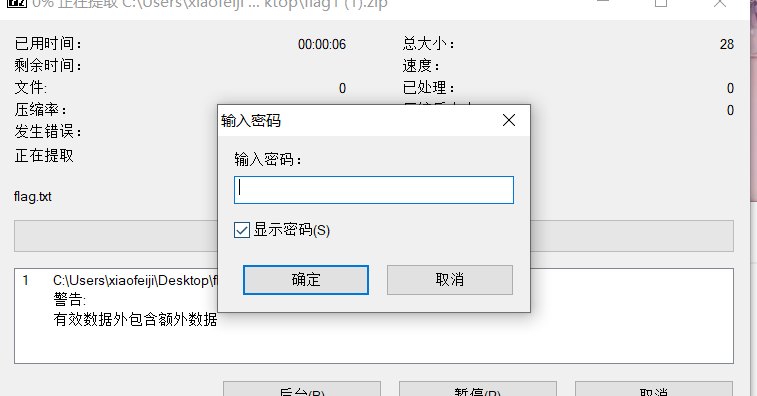 0% 正在提取 C:\Users\xiaofeiji ... ktop\flag1 (1).zip
已用时间： 00:00:06 总大小： 28
剩余时间： 速度：
文件: 0 已处理： 0
压缩率： 0
发生错误：
正在提取
flag.txt
输入密码
输入密码：
显示密码(S)
确定 取消
1 C:\Users\xiaofeiji\Desktop\fl
警告:
有效数据外包含额外数据
后台(B) 暂停(P) 取消